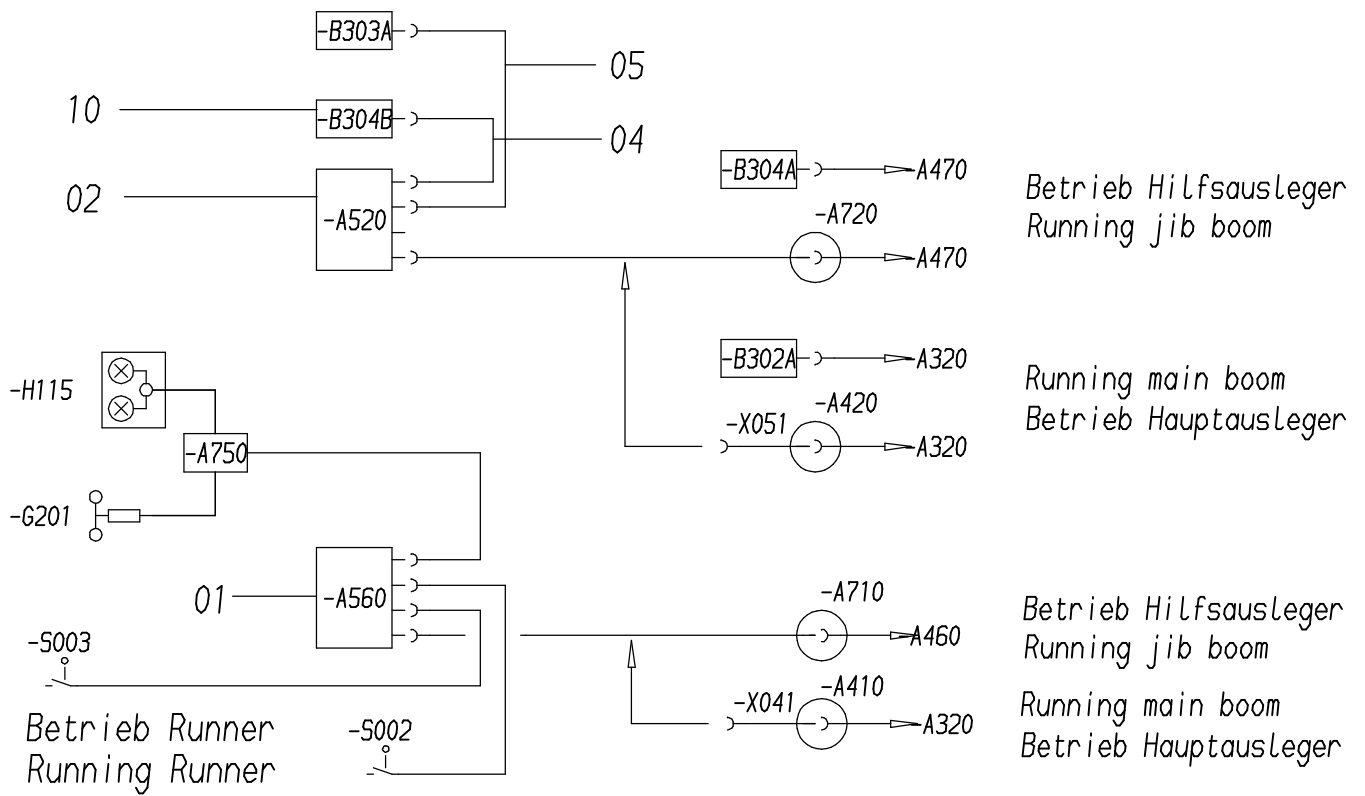 -B303A
05
10
-B304B
04
-B304A
A470
Betrieb Hilfsausleger
Running jib boom
02
-A520
-A720
A470
-B302A
A320
Running main boom
Betrieb Hauptausleger
-H115
-X051
-A420
A320
-A750
-G201
01
-A560
-A710
A460
Betrieb Hilfsausleger
Running jib boom
-S003
-X041
-A410
A320
Running main boom
Betrieb Hauptausleger
Betrieb Runner
Running Runner
-S002